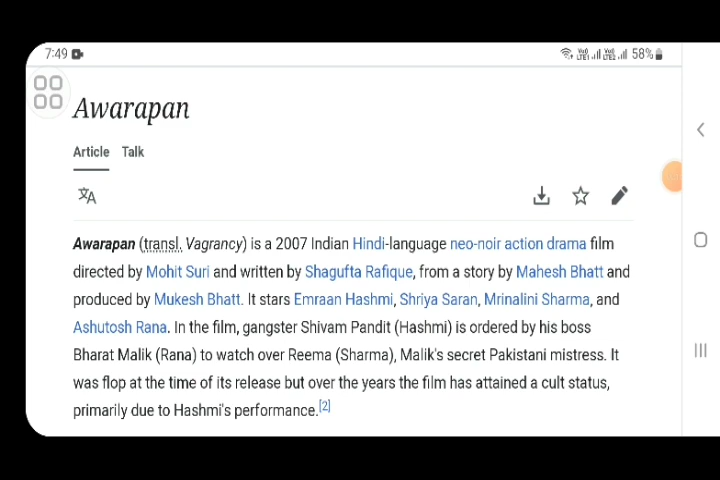 7:49
VoI) LTE1 VoI) LTE2 58%
Awarapan
Article Talk
Awarapan (transl. Vagrancy) is a 2007 Indian Hindi-language neo-noir action drama film
directed by Mohit Suri and written by Shagufta Rafique, from a story by Mahesh Bhatt and
produced by Mukesh Bhatt. It stars Emraan Hashmi, Shriya Saran, Mrinalini Sharma, and
Ashutosh Rana. In the film, gangster Shivam Pandit (Hashmi) is ordered by his boss
Bharat Malik (Rana) to watch over Reema (Sharma), Malik's secret Pakistani mistress. It
was flop at the time of its release but over the years the film has attained a cult status,
primarily due to Hashmi's performance.[2]